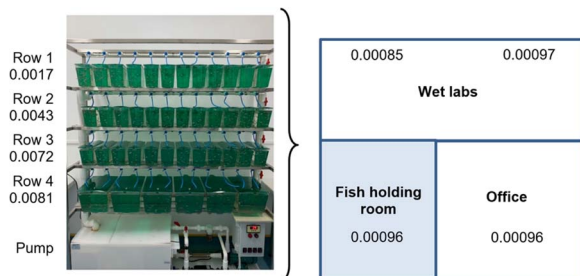 Row 1
0.0017
Row 2
0.0043
Row 3
0.0072
Row 4
0.0081
Pump
0.00085 0.00097
Wet labs
Fish holding
room
0.00096
Office
0.00096